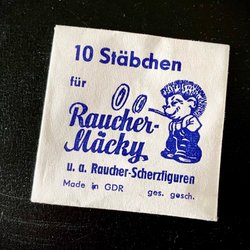 10 Stäbchen
für
Raucher-
Mäcky
u. a. Raucher-Scherzfiguren
Made in GDR ges. gesch.